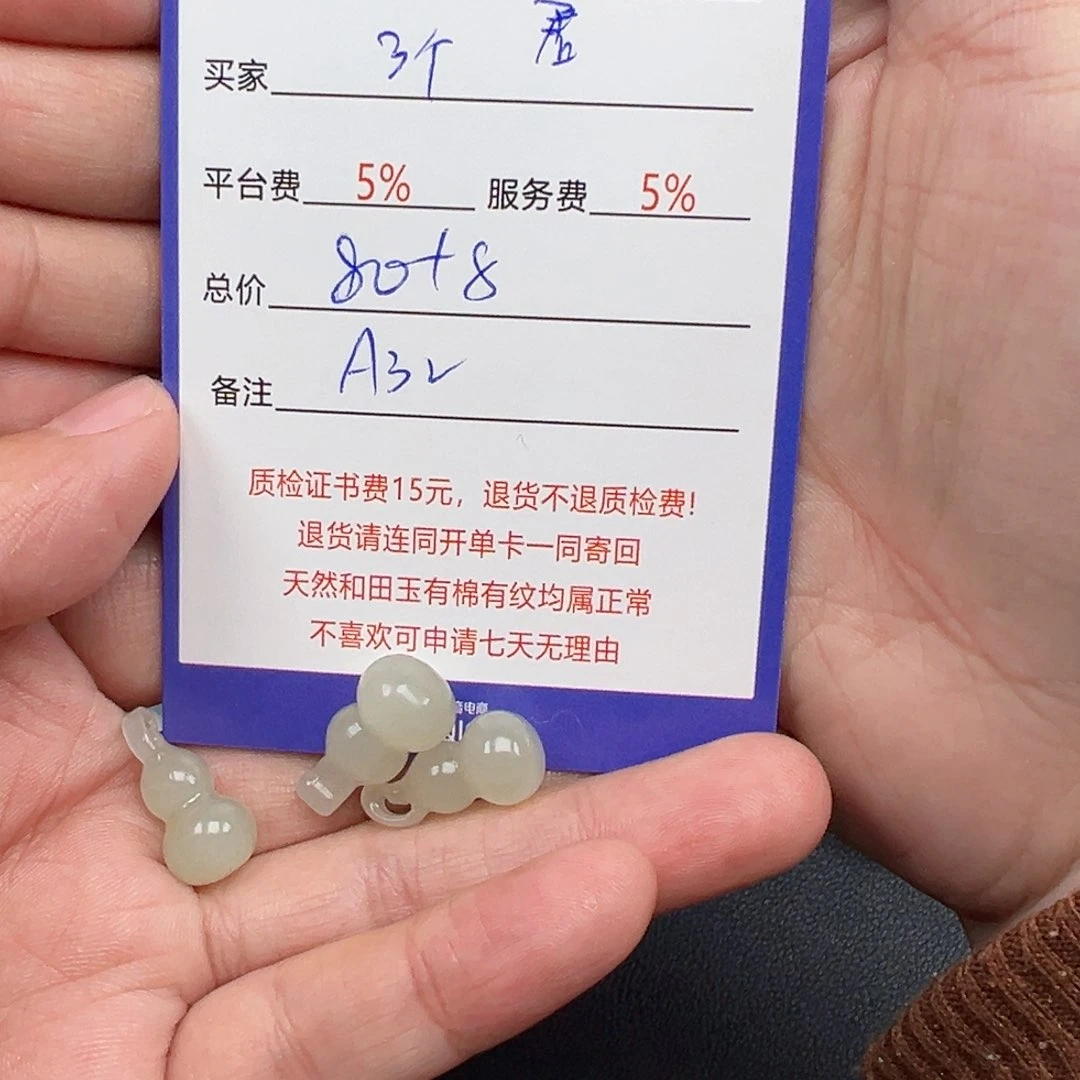 买家 3个
平台费 5% 服务费 5%
总价 80+8
备注 A32
质检证书费15元，退货不退质检费!
退货请连同开单卡一同寄回
天然和田玉有棉有纹均属正常
不喜欢可申请七天无理由
电商